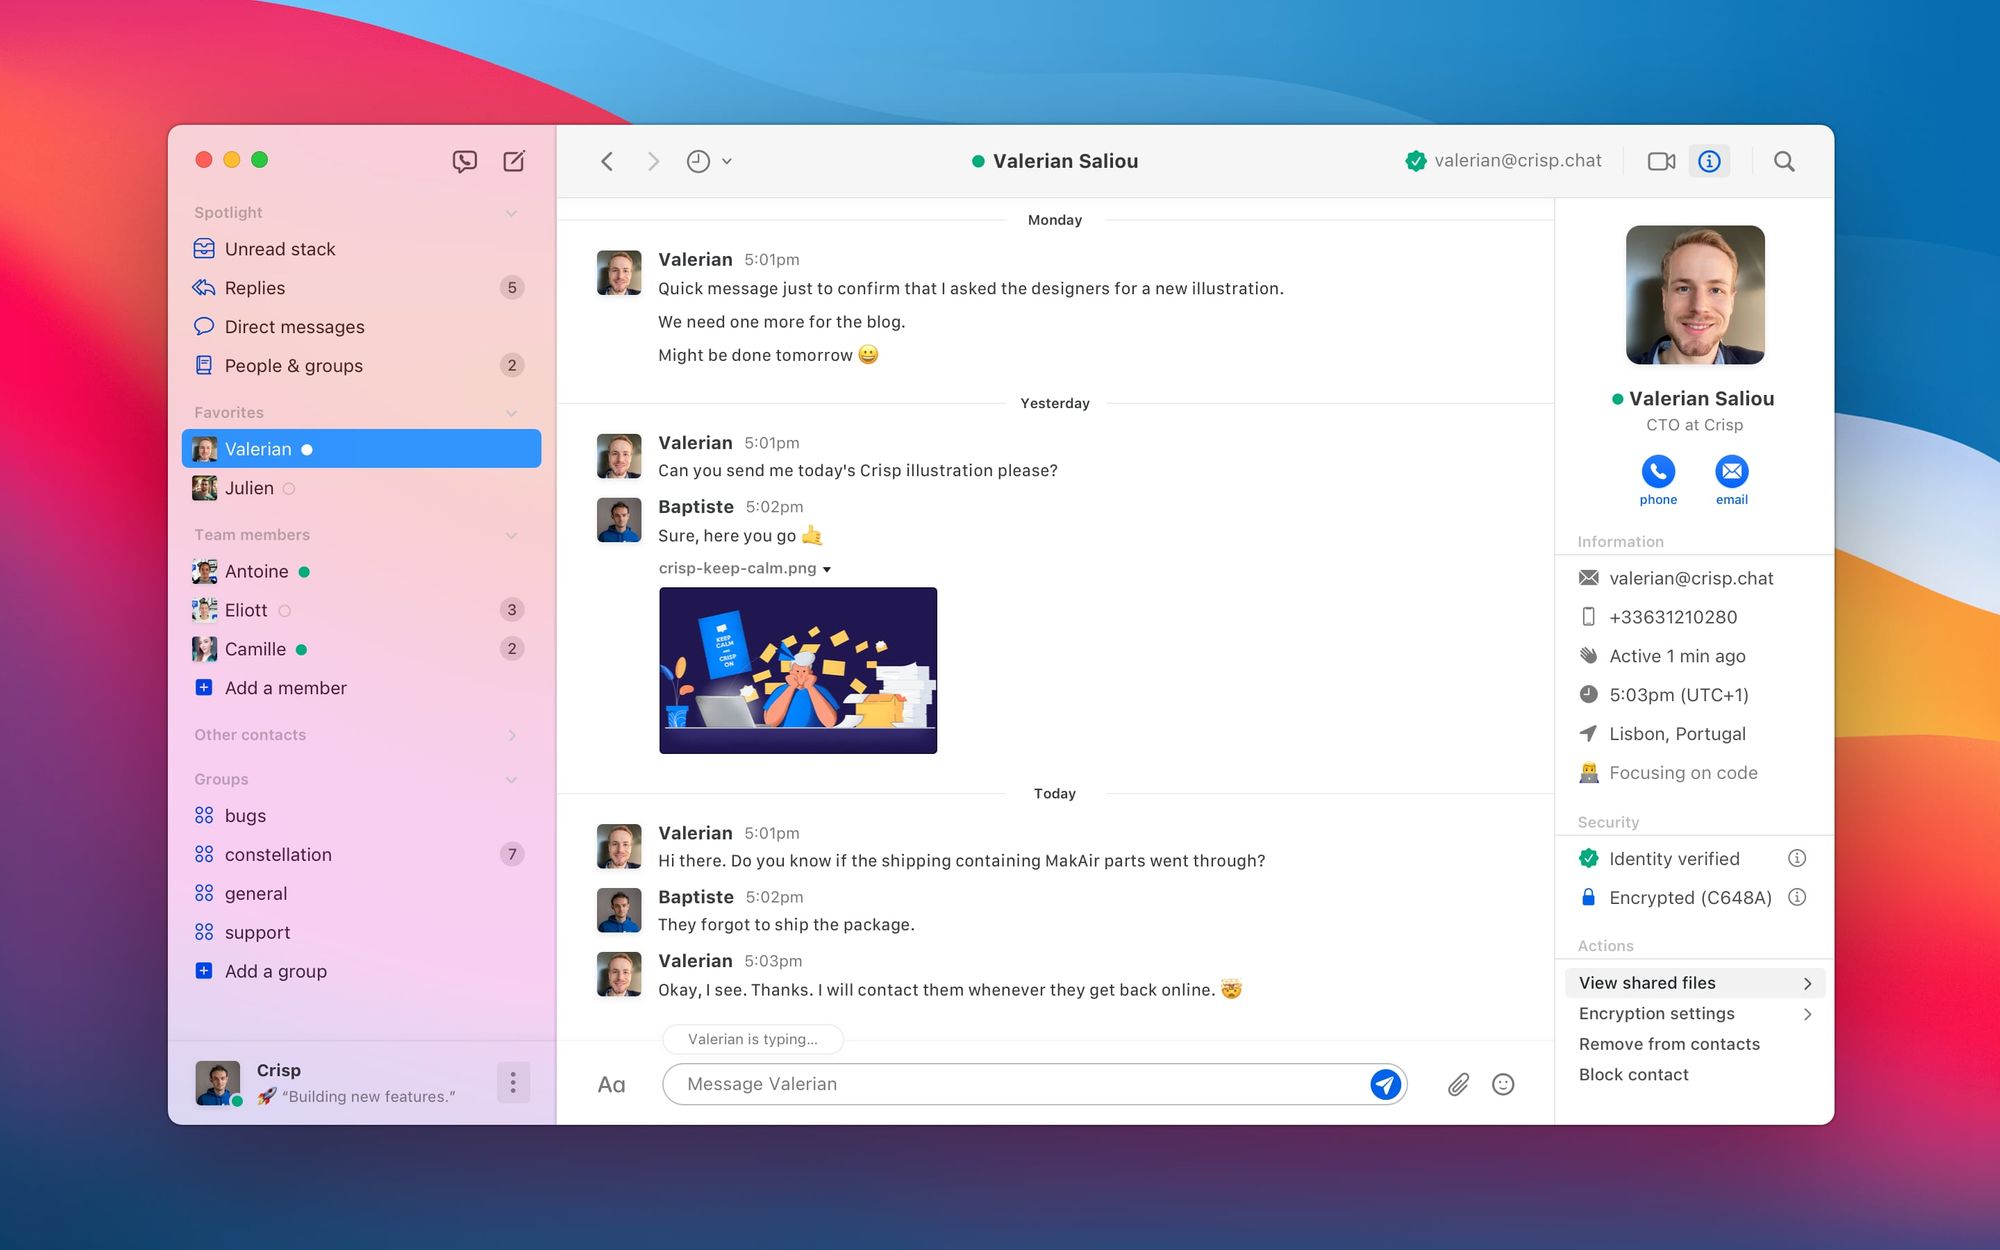 Spotlight
Unread stack
Replies 5
Direct messages
People & groups 2
Favorites
Valerian
Julien
Team members
Antoine
Eliott 3
Camille 2
Add a member
Other contacts
Groups
bugs
constellation 7
general
support
Add a group
Crisp
🚀 “Building new features.”
Valerian Saliou
valerian@crisp.chat
Monday
Valerian 5:01pm
Quick message just to confirm that I asked the designers for a new illustration.
We need one more for the blog.
Might be done tomorrow 😀
Yesterday
Valerian 5:01pm
Can you send me today's Crisp illustration please?
Baptiste 5:02pm
Sure, here you go 🤙
crisp-keep-calm.png
KEEP
CALM
AND
CRISP
ON
Today
Valerian 5:01pm
Hi there. Do you know if the shipping containing MakAir parts went through?
Baptiste 5:02pm
They forgot to ship the package.
Valerian 5:03pm
Okay, I see. Thanks. I will contact them whenever they get back online. 🤯
Valerian is typing...
Aa
Message Valerian
Valerian Saliou
CTO at Crisp
phone email
Information
valerian@crisp.chat
+33631210280
Active 1 min ago
5:03pm (UTC+1)
Lisbon, Portugal
👨‍💻 Focusing on code
Security
Identity verified
Encrypted (C648A)
Actions
View shared files
Encryption settings
Remove from contacts
Block contact